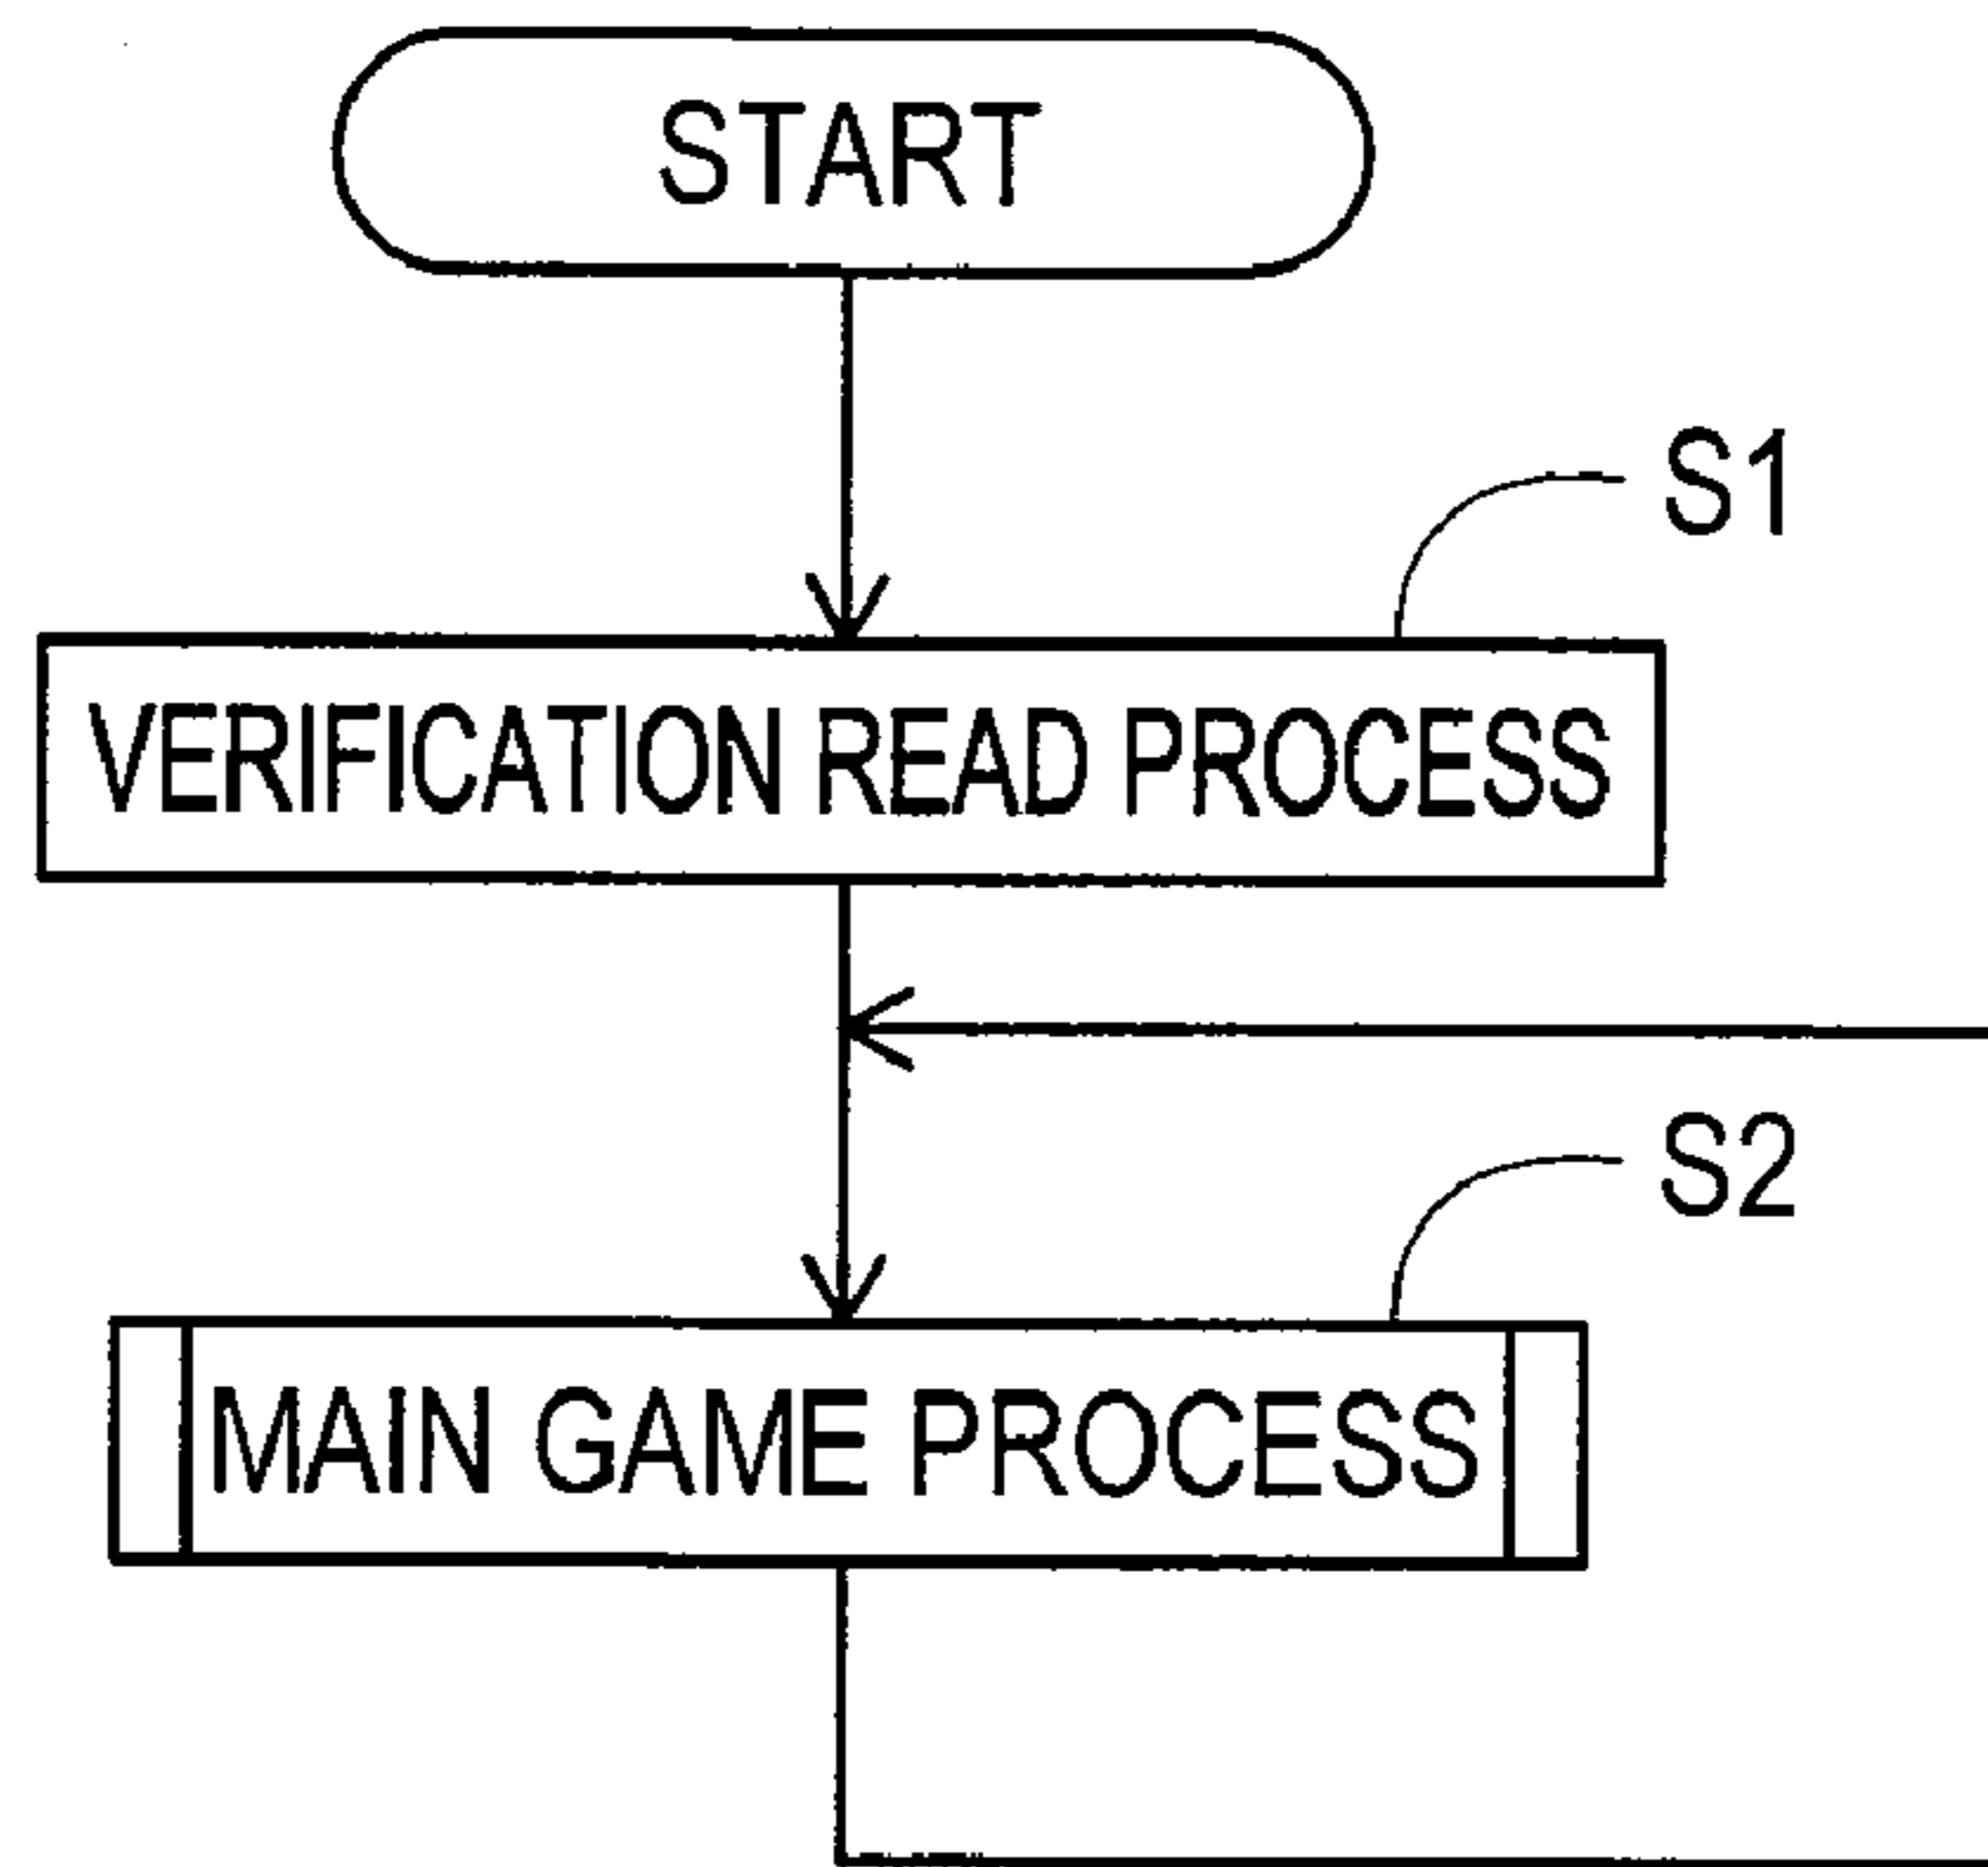 START
S1
VERIFICATION READ PROCESS
S2
MAIN GAME PROCESS